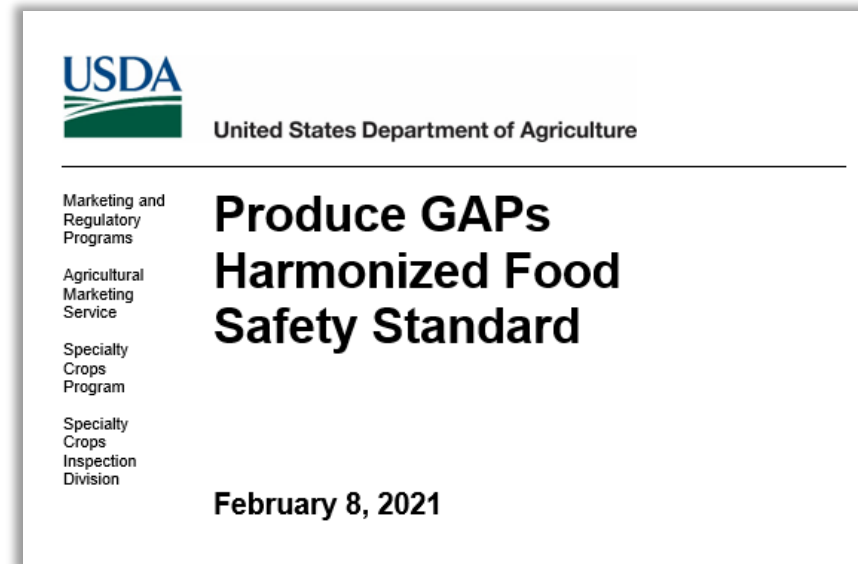 USDA
United States Department of Agriculture
Marketing and
Regulatory
Programs
Agricultural
Marketing
Service
Specialty
Crops
Program
Specialty
Crops
Inspection
Division
Produce GAPs
Harmonized Food
Safety Standard
February 8, 2021